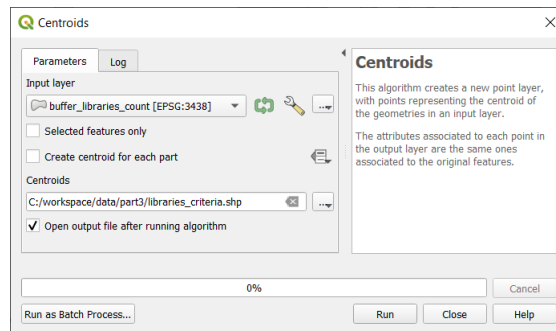 Centroids
Parameters
Log
Input layer
buffer_libraries_count [EPSG:3438]
...
Selected features only
Create centroid for each part
Centroids
C:/workspace/data/part3/libraries_criteria.shp
...
Open output file after running algorithm
Centroids
This algorithm creates a new point layer,
with points representing the centroid of
the geometries in an input layer.
The attributes associated to each point in
the output layer are the same ones
associated to the original features.
0%
Cancel
Run as Batch Process...
Run
Close
Help